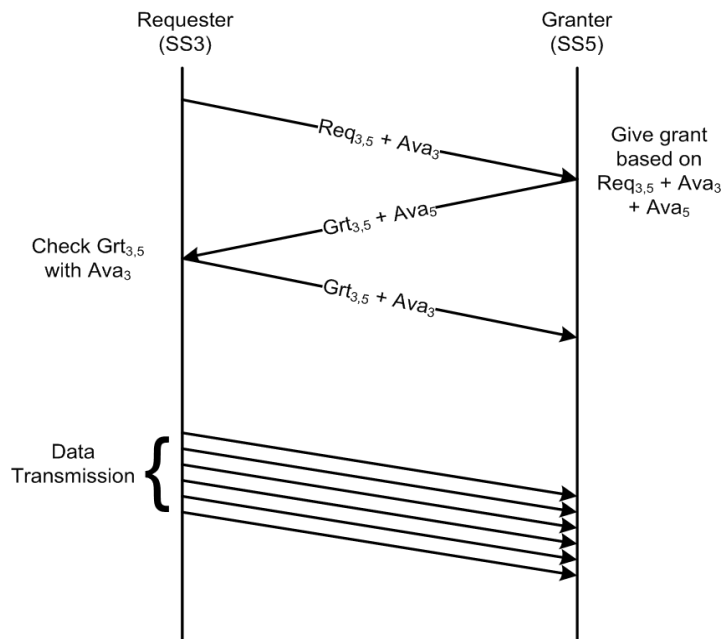 Requester
(SS3)
Granter
(SS5)
Req3,5 + Ava3
Give grant
based on
Req3,5 + Ava3
+ Ava5
Grt3,5 + Ava5
Check Grt3,5
with Ava3
Grt3,5 + Ava3
Data
Transmission
{